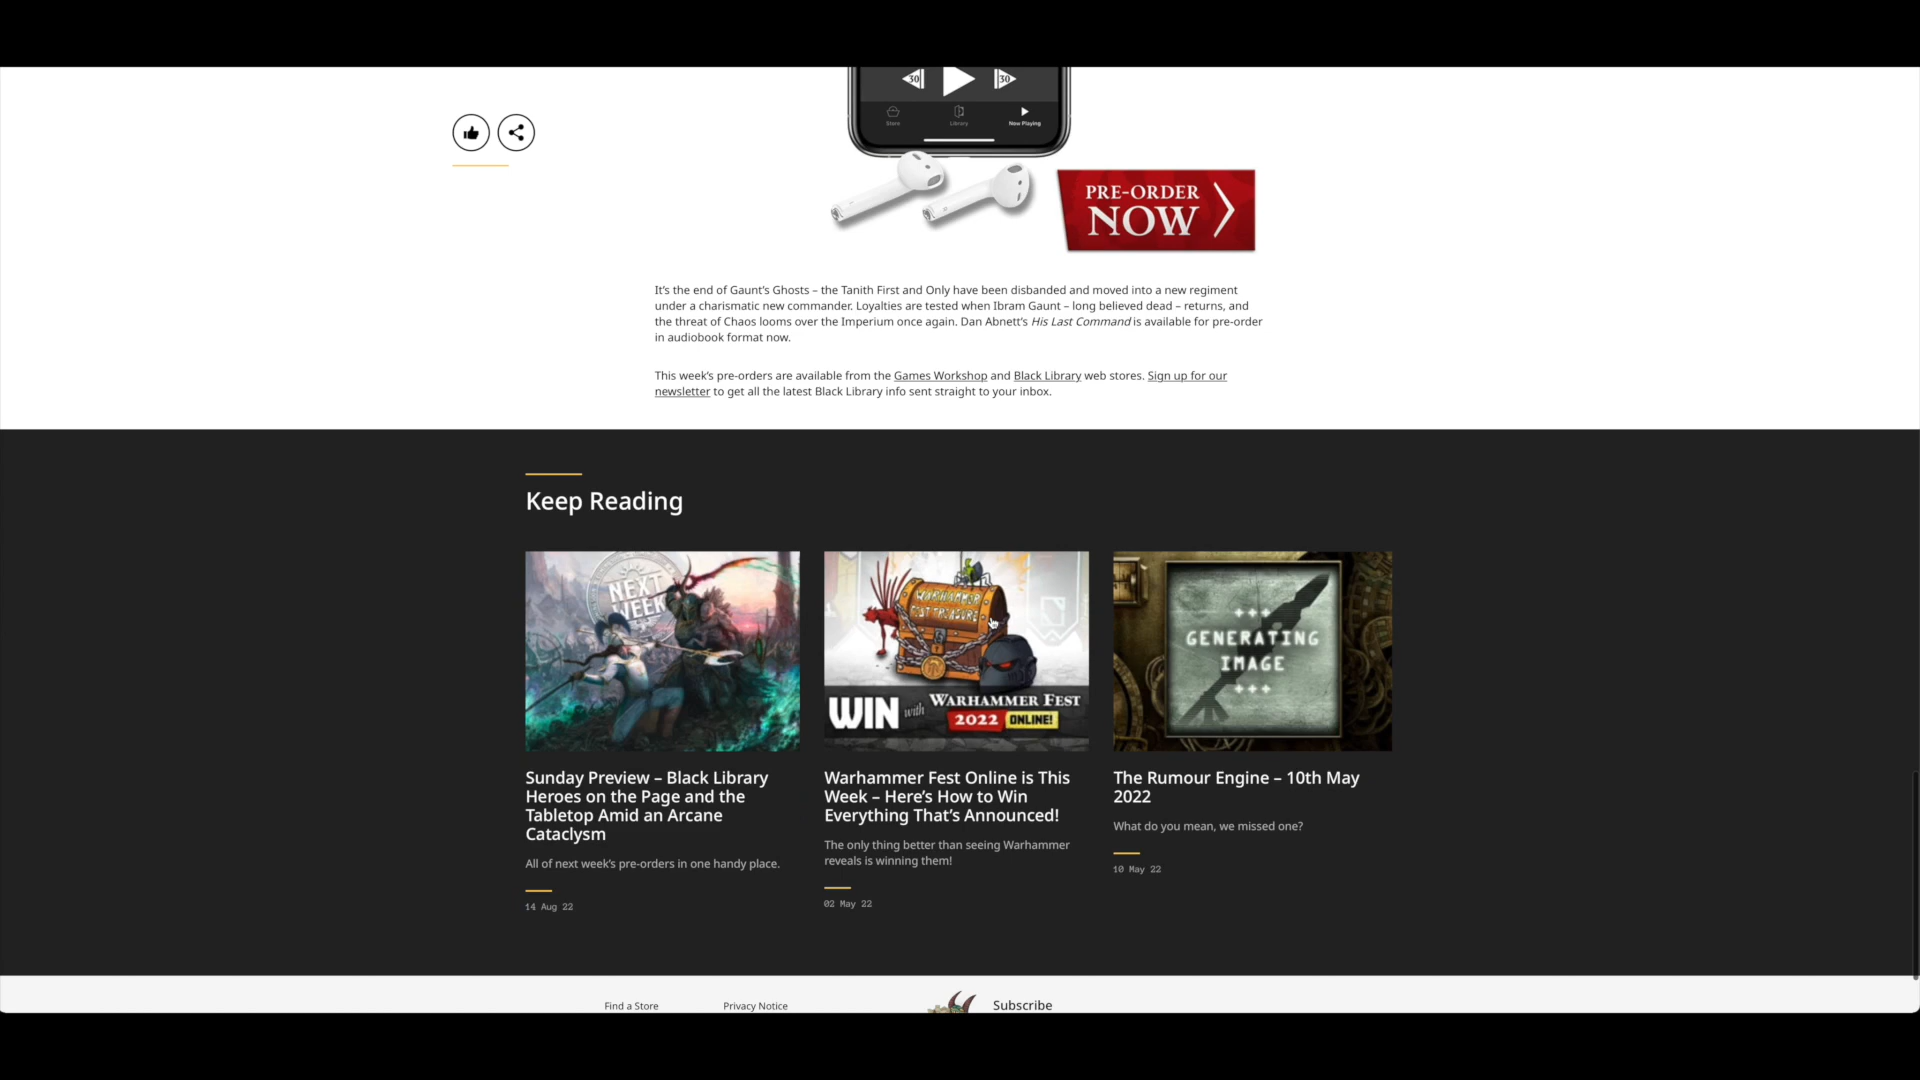 30
30
Store
Library
Now Playing
PRE-ORDER
NOW
It's the end of Gaunt's Ghosts – the Tanith First and Only have been disbanded and moved into a new regiment
under a charismatic new commander. Loyalties are tested when Ibram Gaunt – long believed dead – returns, and
the threat of Chaos looms over the Imperium once again. Dan Abnett's His Last Command is available for pre-order
in audiobook format now.
This week's pre-orders are available from the Games Workshop and Black Library web stores. Sign up for our
newsletter to get all the latest Black Library info sent straight to your inbox.
Keep Reading
NEXT
WEEK
WARHAMMER
FEST TREASURE
WIN with WARHAMMER FEST
2022 ONLINE!
+++
GENERATING
IMAGE
+++
Sunday Preview – Black Library
Heroes on the Page and the
Tabletop Amid an Arcane
Cataclysm
All of next week's pre-orders in one handy place.
14 Aug 22
Warhammer Fest Online is This
Week – Here's How to Win
Everything That's Announced!
The only thing better than seeing Warhammer
reveals is winning them!
02 May 22
The Rumour Engine – 10th May
2022
What do you mean, we missed one?
10 May 22
Find a Store
Privacy Notice
Subscribe